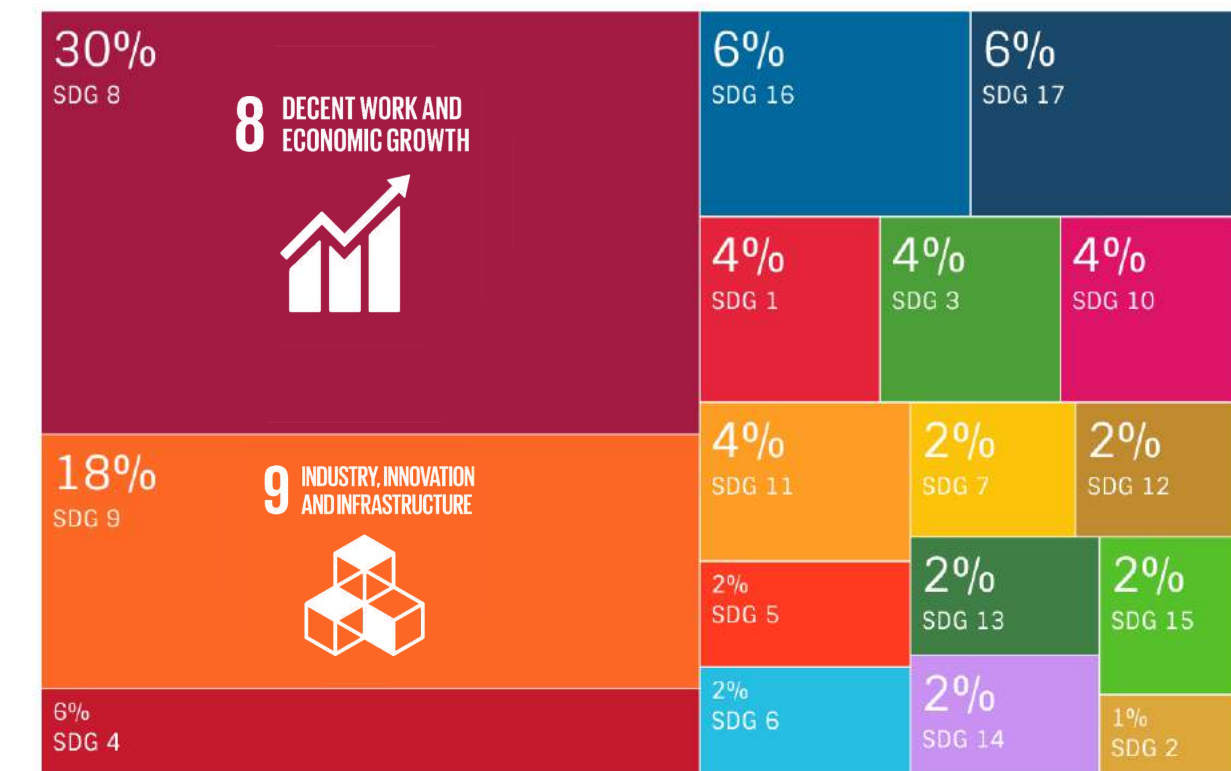 30%
SDG 8
8 DECENT WORK AND
ECONOMIC GROWTH
18%
SDG 9
9 INDUSTRY, INNOVATION
AND INFRASTRUCTURE
6%
SDG 4
6%
SDG 16
6%
SDG 17
4%
SDG 1
4%
SDG 3
4%
SDG 10
4%
SDG 11
2%
SDG 7
2%
SDG 12
2%
SDG 5
2%
SDG 13
2%
SDG 15
2%
SDG 6
2%
SDG 14
1%
SDG 2